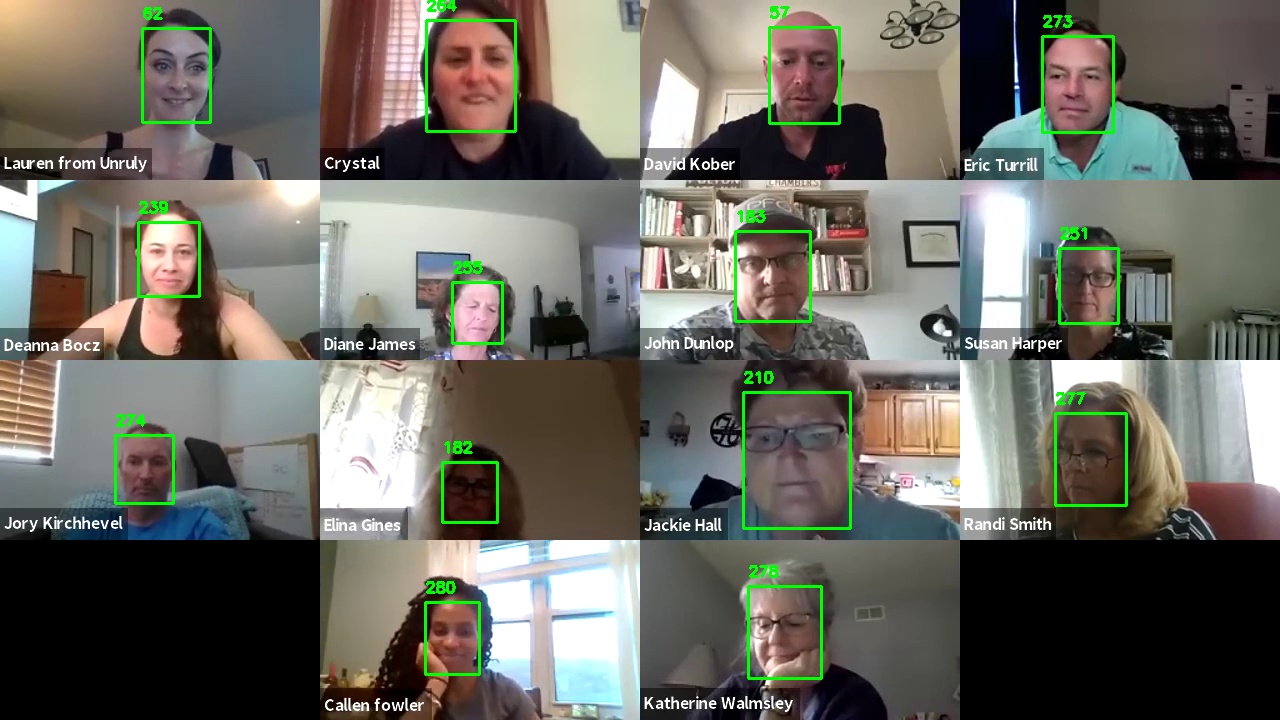 62
264
57
273
Lauren from Unruly
Crystal
David Kober
Eric Turrill
239
255
CHAMBERS
183
251
Deanna Bocz
Diane James
John Dunlop
Susan Harper
274
182
210
277
Jory Kirchhevel
Elina Gines
Jackie Hall
Randi Smith
280
278
Callen fowler
Katherine Walmsley